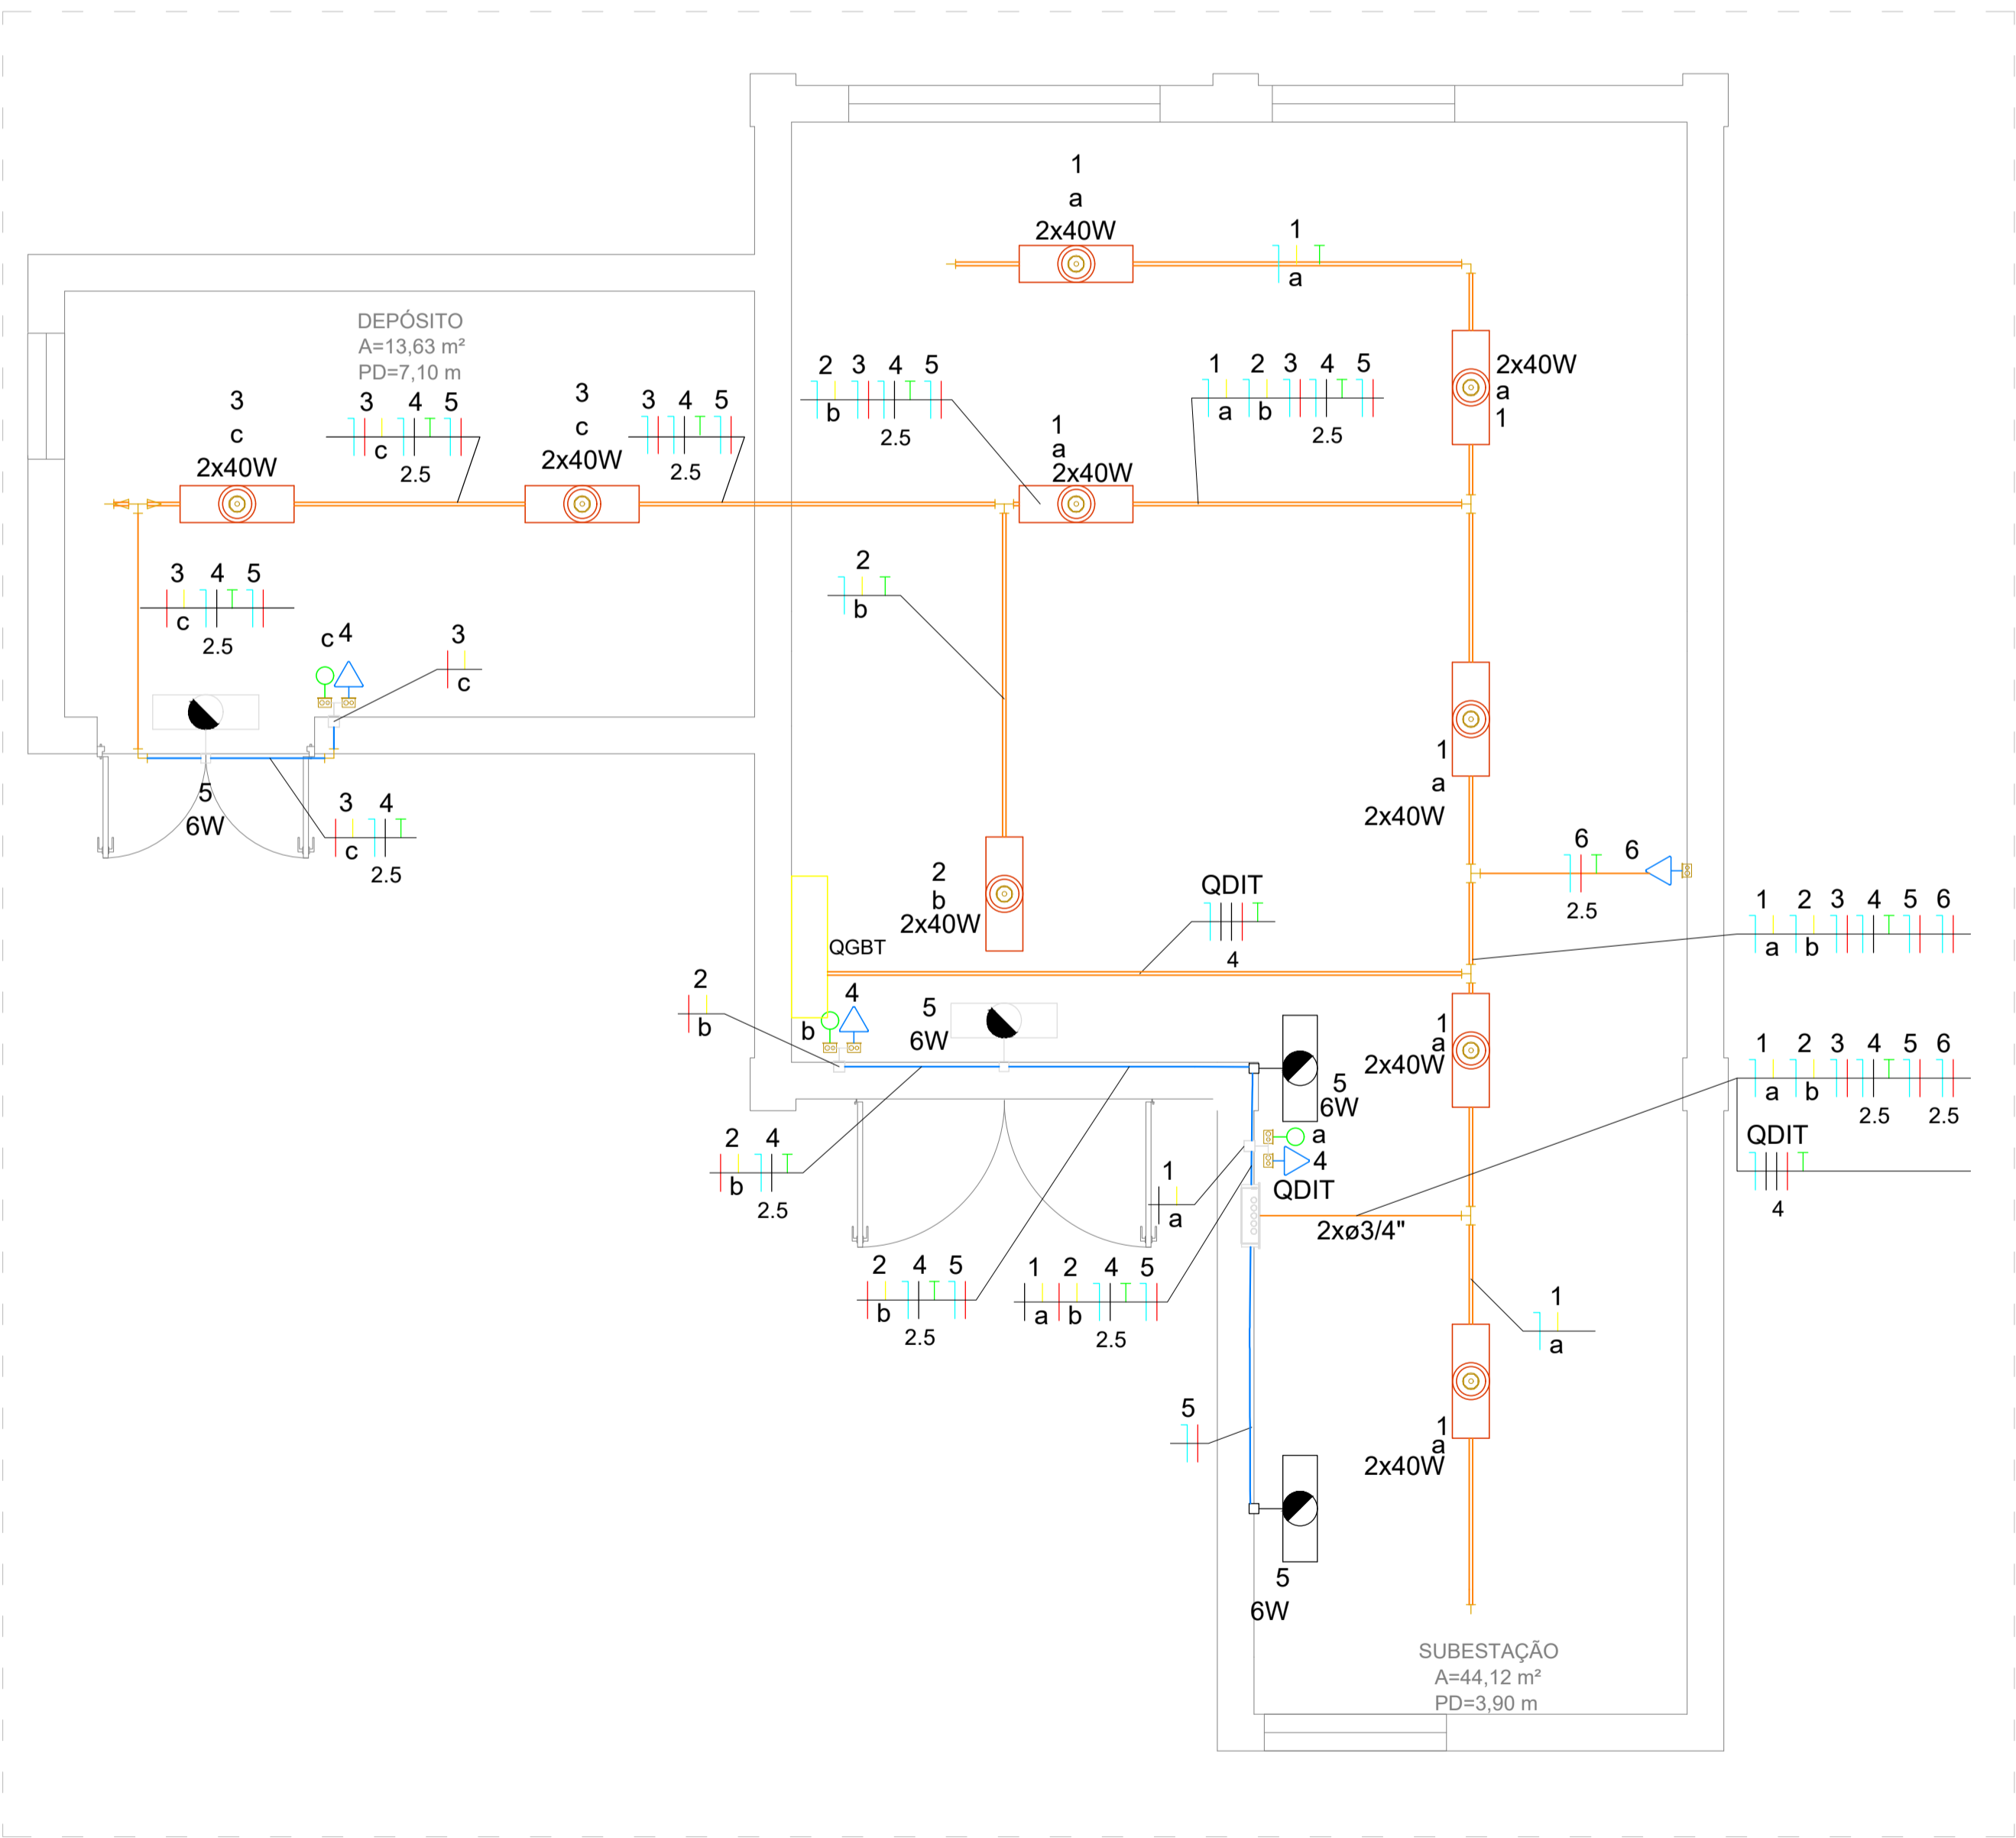 1
a
2x40W
1
a
DEPÓSITO
A=13,63 m²
PD=7,10 m
3
c
2x40W
3 4 5
c
2.5
3
c
2x40W
3 4 5
2.5
2 3 4 5
b
2.5
1
a
2x40W
1 2 3 4 5
a b
2.5
2x40W
a
1
3 4 5
c
2.5
c 4
3
c
5
6W
3 4
c
2.5
2
b
1
a
2x40W
6
2.5
6
2
b
2x40W
QGBT
QDIT
4
1 2 3 4 5 6
a b
2
b
4
b
5
6W
1
a
2x40W
5
6W
a
4
QDIT
2xø3/4"
1 2 3 4 5 6
a b
2.5 2.5
QDIT
4
2 4
b
2.5
1
a
2 4 5
b
2.5
1 2 4 5
a b
2.5
1
a
5
1
a
2x40W
5
6W
SUBESTAÇÃO
A=44,12 m²
PD=3,90 m